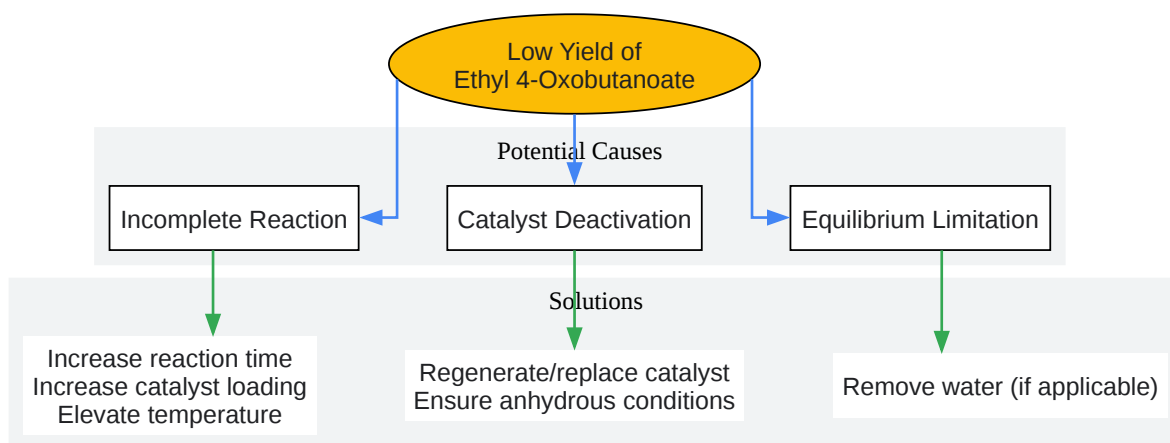 Low Yield of
Ethyl 4-Oxobutanoate
Potential Causes
Incomplete Reaction
Catalyst Deactivation
Equilibrium Limitation
Solutions
Increase reaction time
Increase catalyst loading
Elevate temperature
Regenerate/replace catalyst
Ensure anhydrous conditions
Remove water (if applicable)